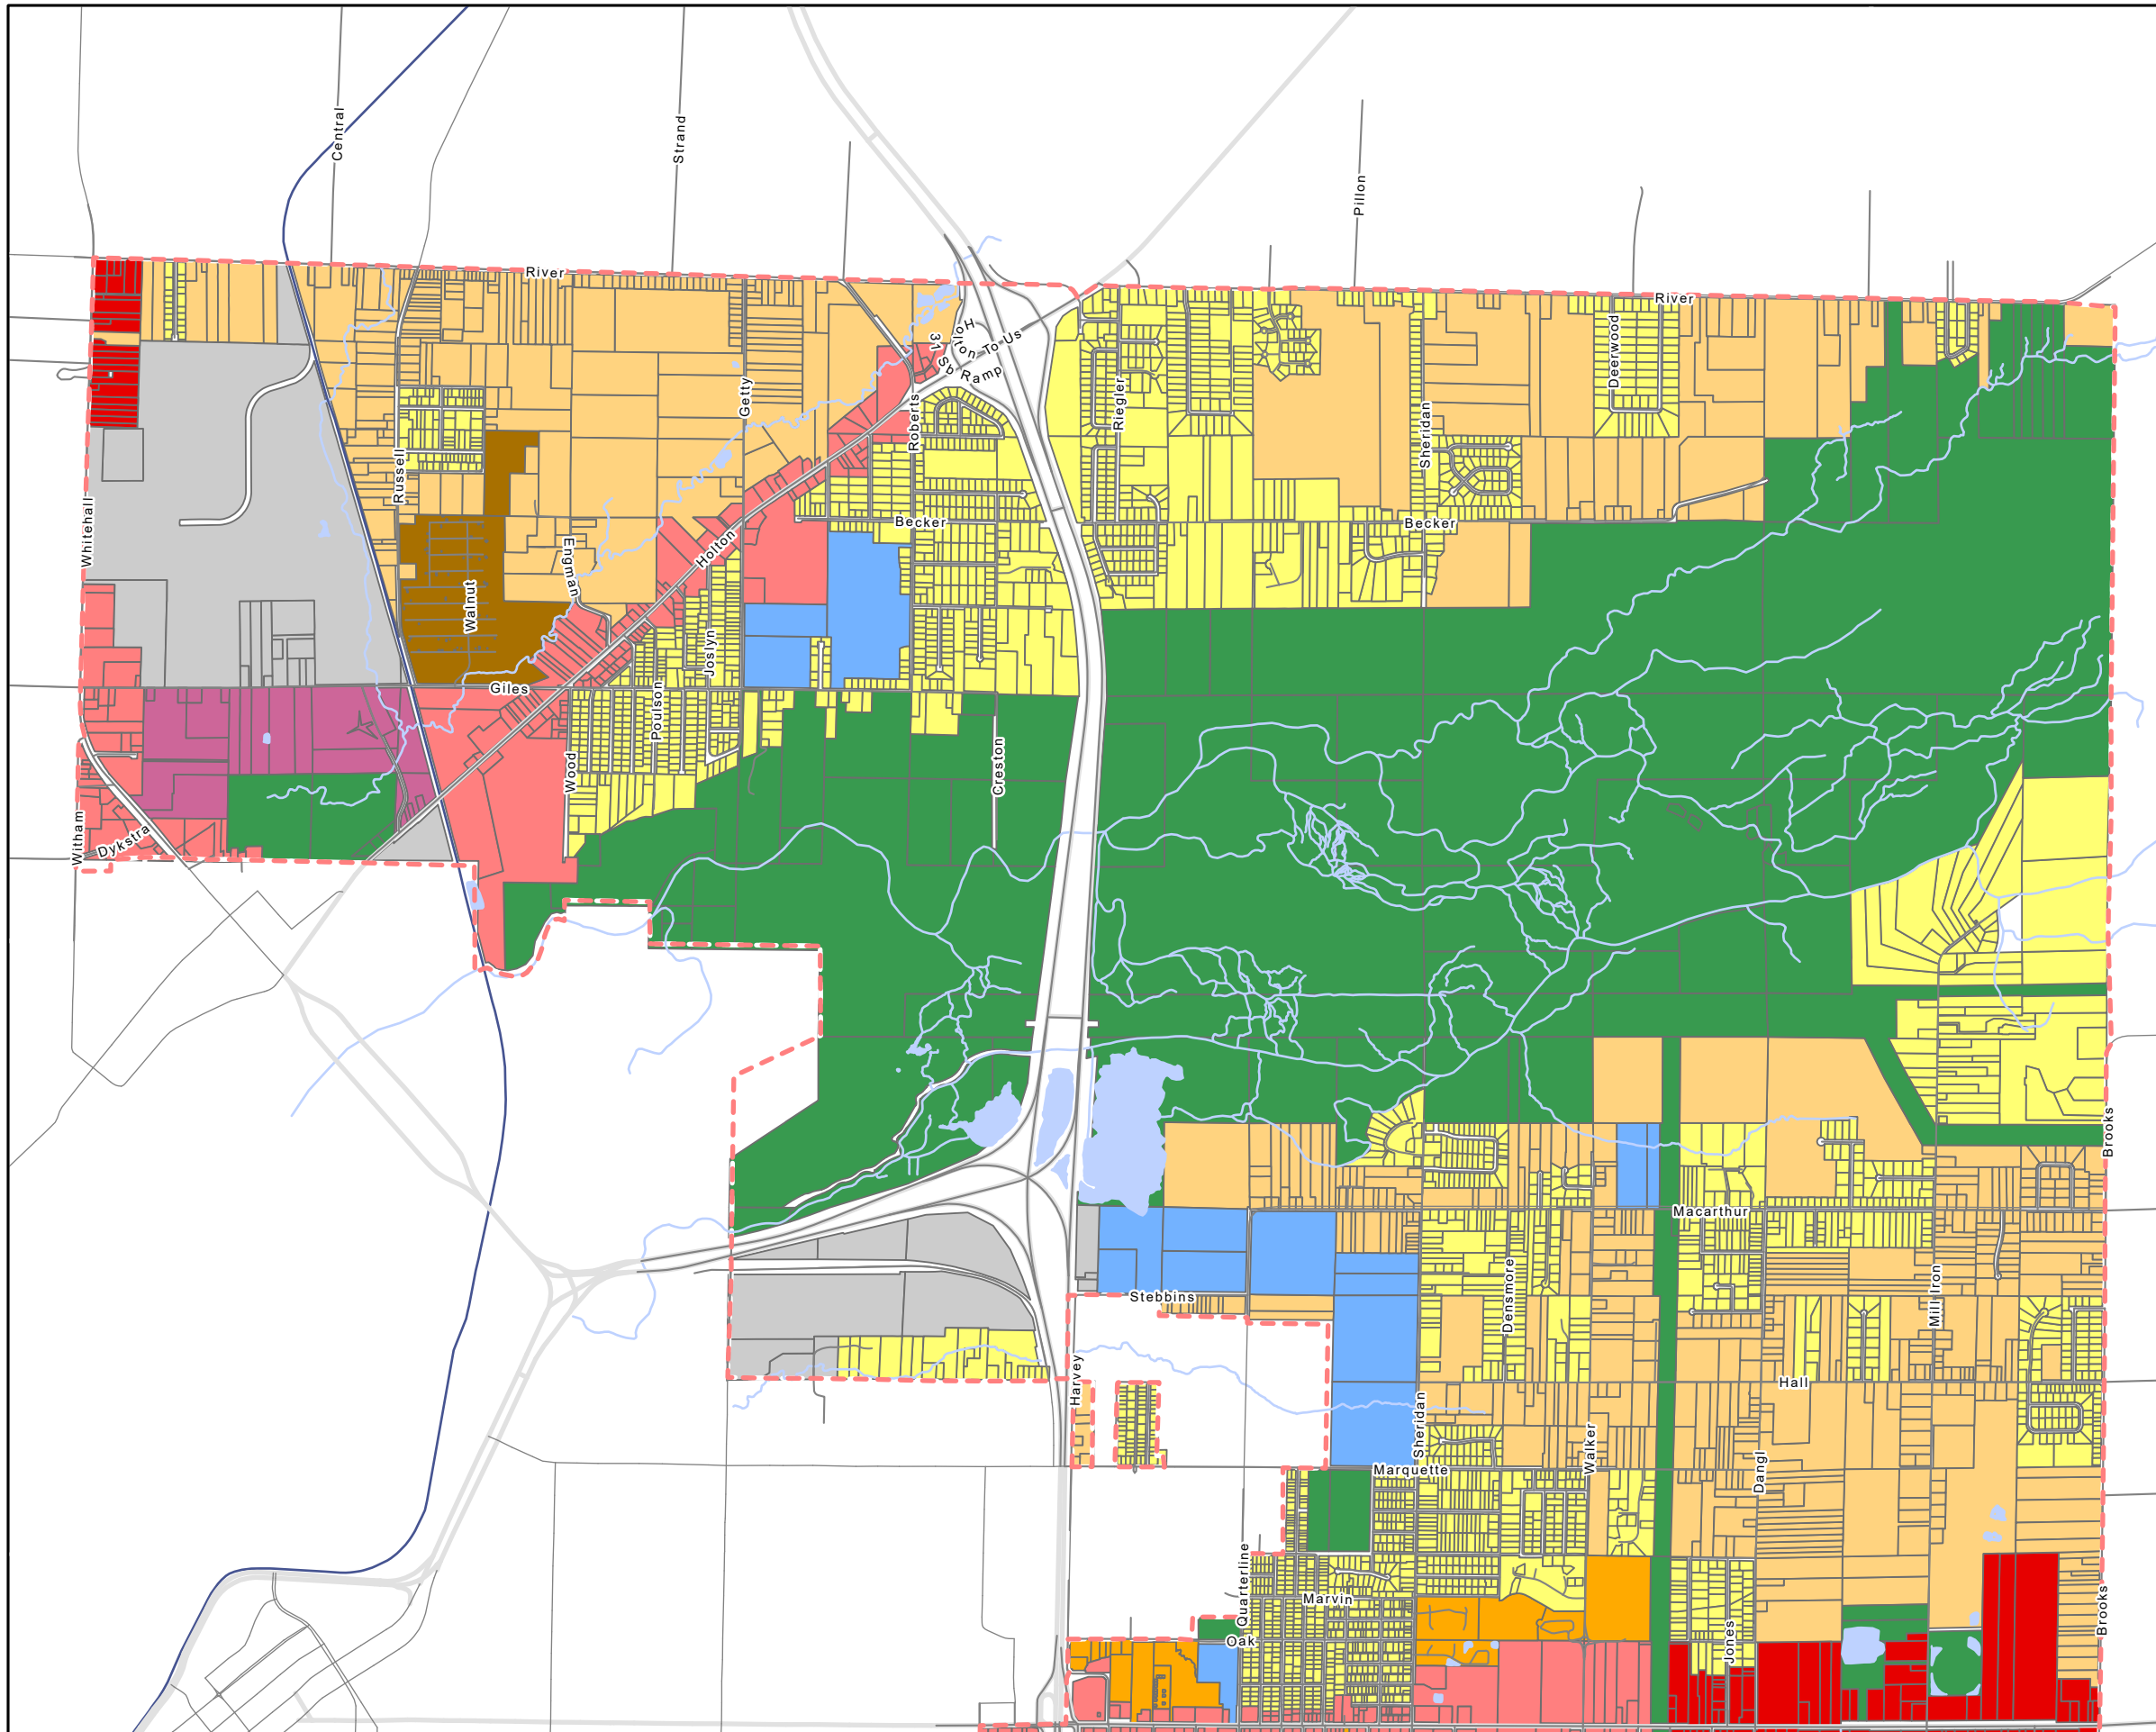 Central
Strand
Pillon
River
River
Holton To Us
31 Sb Ramp
Deerwood
Getty
Riegler
Roberts
Sheridan
Russell
Whitehall
Becker
Becker
Holton
Engman
Walnut
Joslyn
Giles
Poulson
Wood
Creston
Witham
Dykstra
Brooks
Macarthur
Stebbins
Densmore
Mill Iron
Harvey
Hall
Sheridan
Walker
Marquette
Dangl
Quarterline
Marvin
Brooks
Oak
Jones